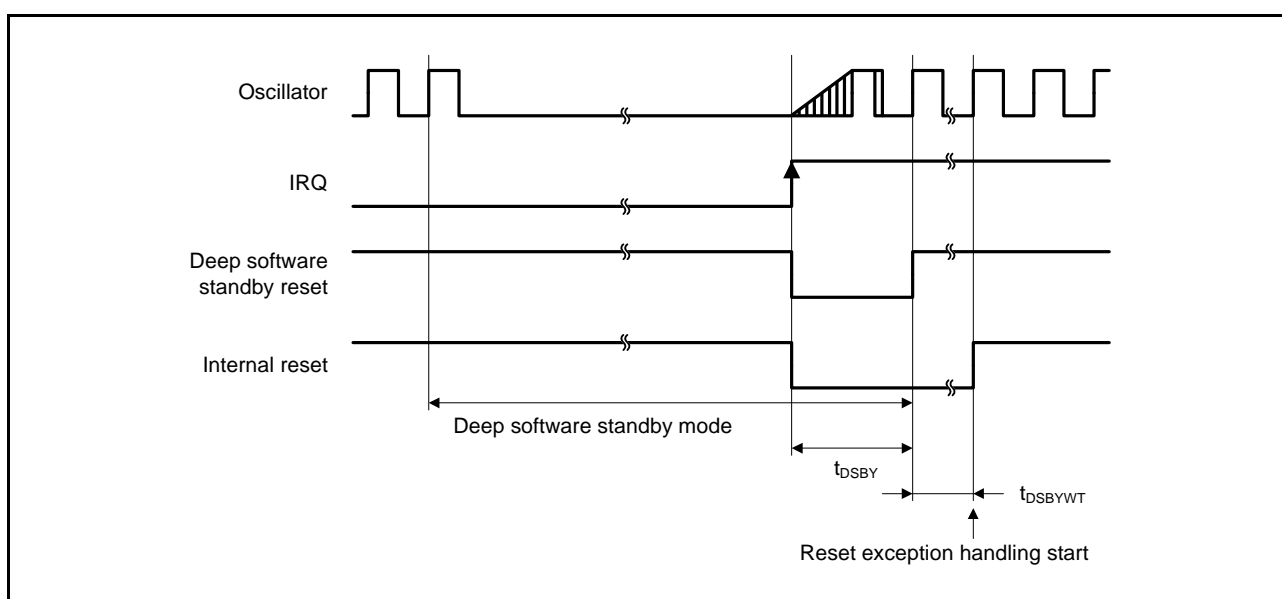 Oscillator
IRQ
Deep software
standby reset
Internal reset
Deep software standby mode
tDSBY
tDSBYWT
Reset exception handling start